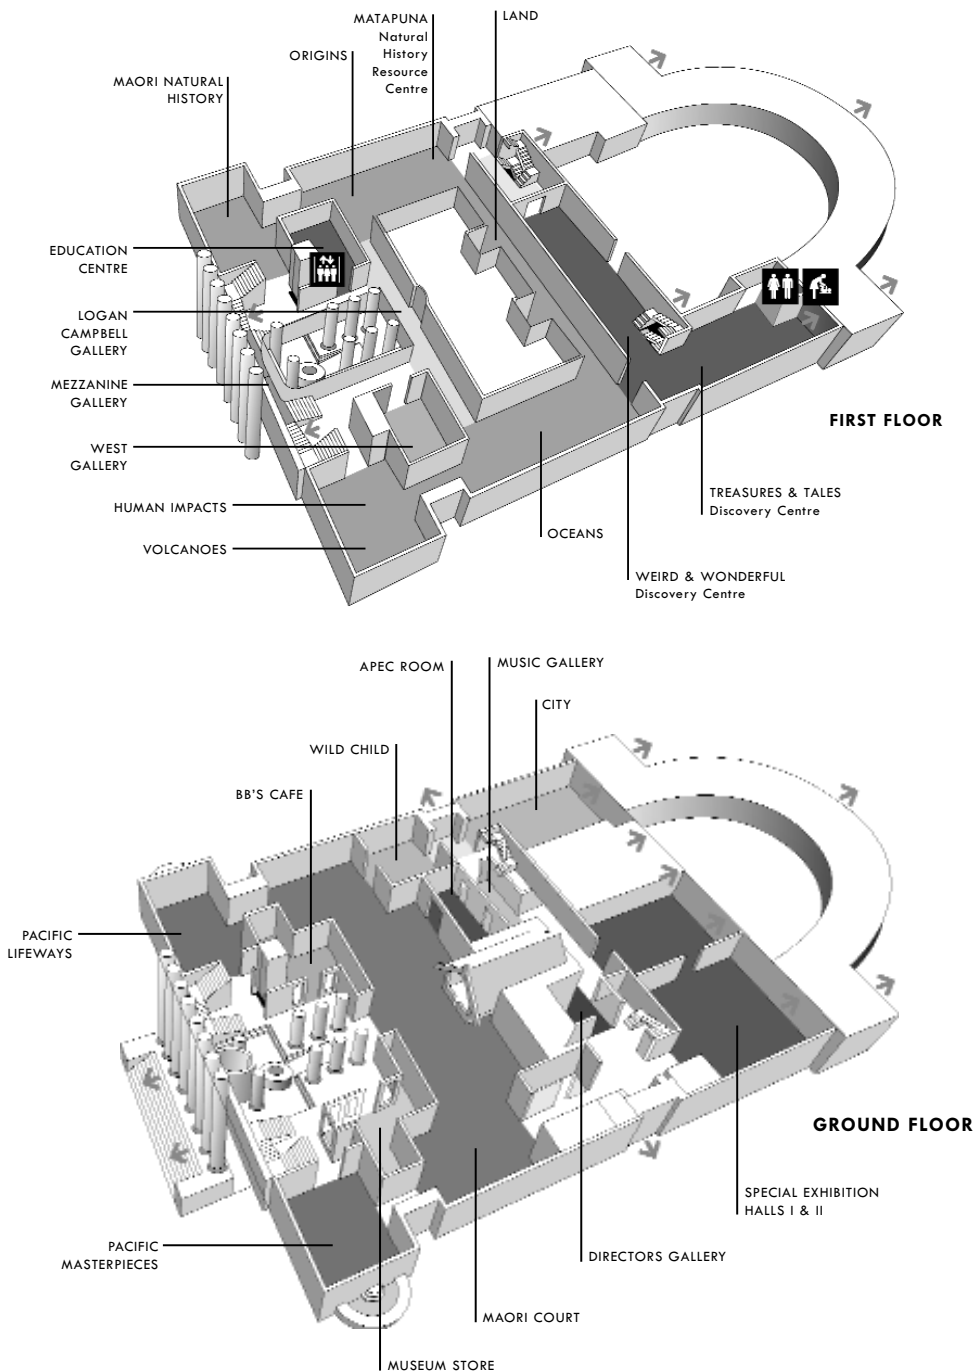 MATAPUNA
Natural
History
Resource
Centre
LAND
ORIGINS
MAORI NATURAL
HISTORY
EDUCATION
CENTRE
LOGAN
CAMPBELL
GALLERY
MEZZANINE
GALLERY
WEST
GALLERY
HUMAN IMPACTS
VOLCANOES
OCEANS
WEIRD & WONDERFUL
Discovery Centre
TREASURES & TALES
Discovery Centre
FIRST FLOOR
APEC ROOM
MUSIC GALLERY
CITY
WILD CHILD
BB'S CAFE
PACIFIC
LIFEWAYS
GROUND FLOOR
SPECIAL EXHIBITION
HALLS I & II
DIRECTORS GALLERY
PACIFIC
MASTERPIECES
MAORI COURT
MUSEUM STORE